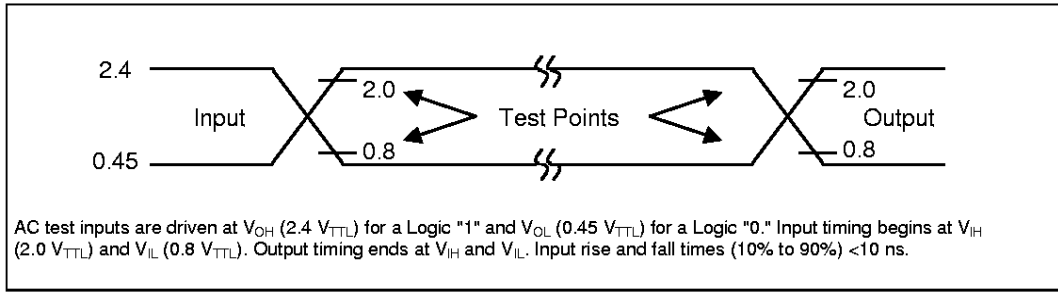 2.4
2.0
2.0
Input
Test Points
Output
0.8
0.8
0.45
AC test inputs are driven at VOH (2.4 VTTL) for a Logic "1" and VOL (0.45 VTTL) for a Logic "0." Input timing begins at VIH
(2.0 VTTL) and VIL (0.8 VTTL). Output timing ends at VIH and VIL. Input rise and fall times (10% to 90%) <10 ns.